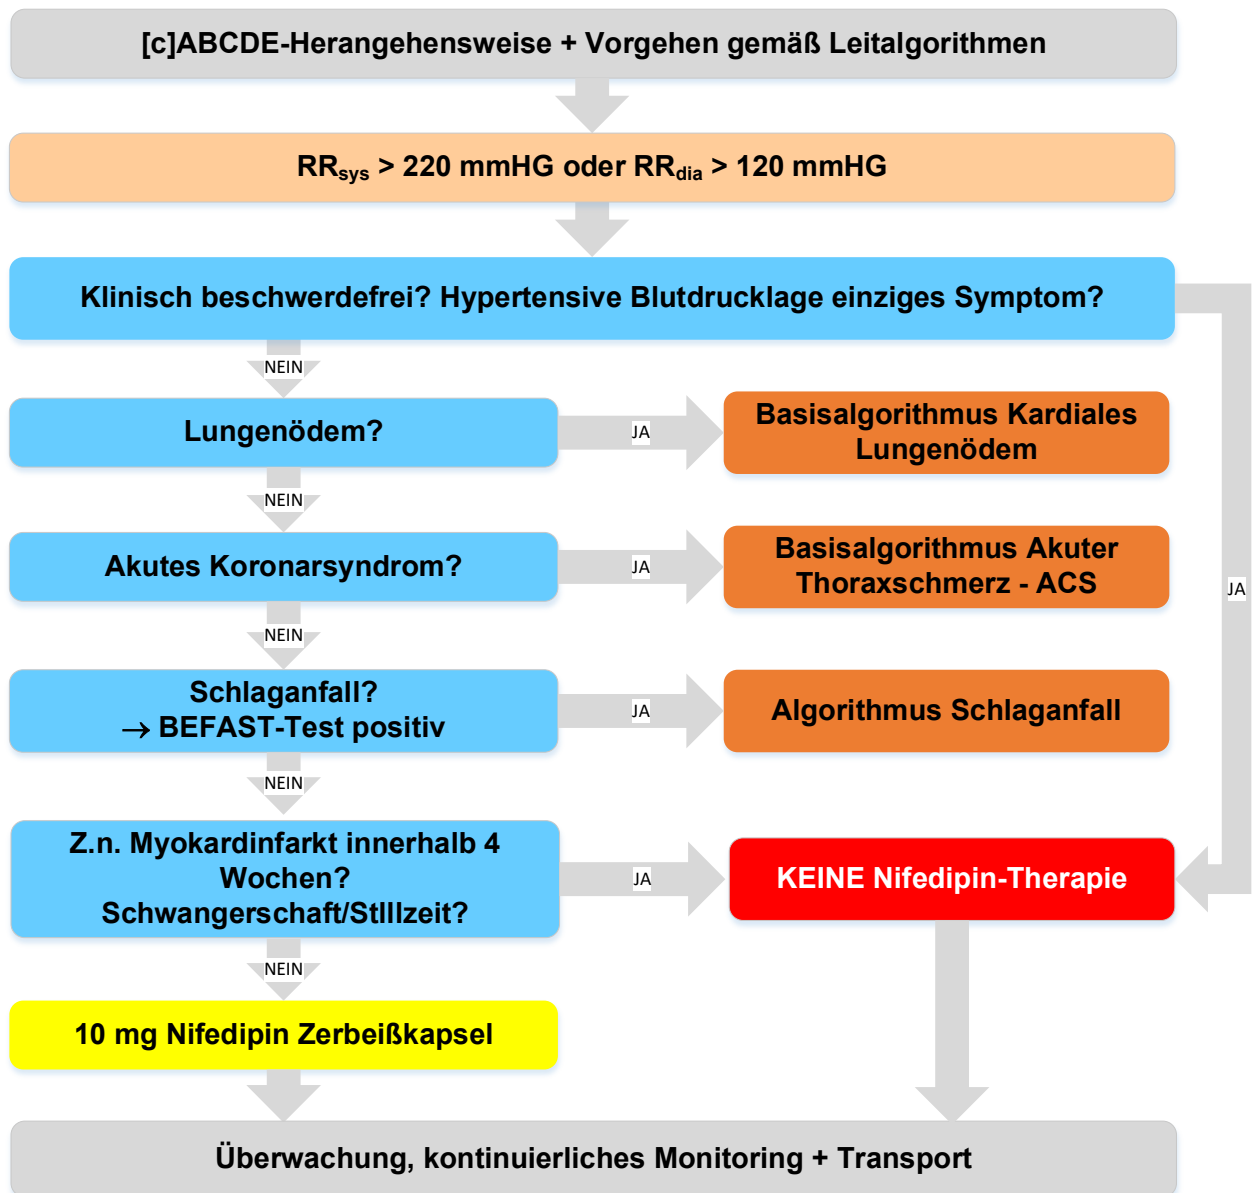 [c]ABCDE-Herangehensweise + Vorgehen gemäß Leitalgorithmen
RRsys > 220 mmHG oder RRdia > 120 mmHG
Klinisch beschwerdefrei? Hypertensive Blutdrucklage einziges Symptom?
NEIN
Lungenödem?
JA
Basisalgorithmus Kardiales
Lungenödem
NEIN
Akutes Koronarsyndrom?
JA
Basisalgorithmus Akuter
Thoraxschmerz - ACS
JA
NEIN
Schlaganfall?
→ BEFAST-Test positiv
JA
Algorithmus Schlaganfall
NEIN
Z.n. Myokardinfarkt innerhalb 4
Wochen?
Schwangerschaft/StIllzeit?
JA
KEINE Nifedipin-Therapie
NEIN
10 mg Nifedipin Zerbeißkapsel
Überwachung, kontinuierliches Monitoring + Transport